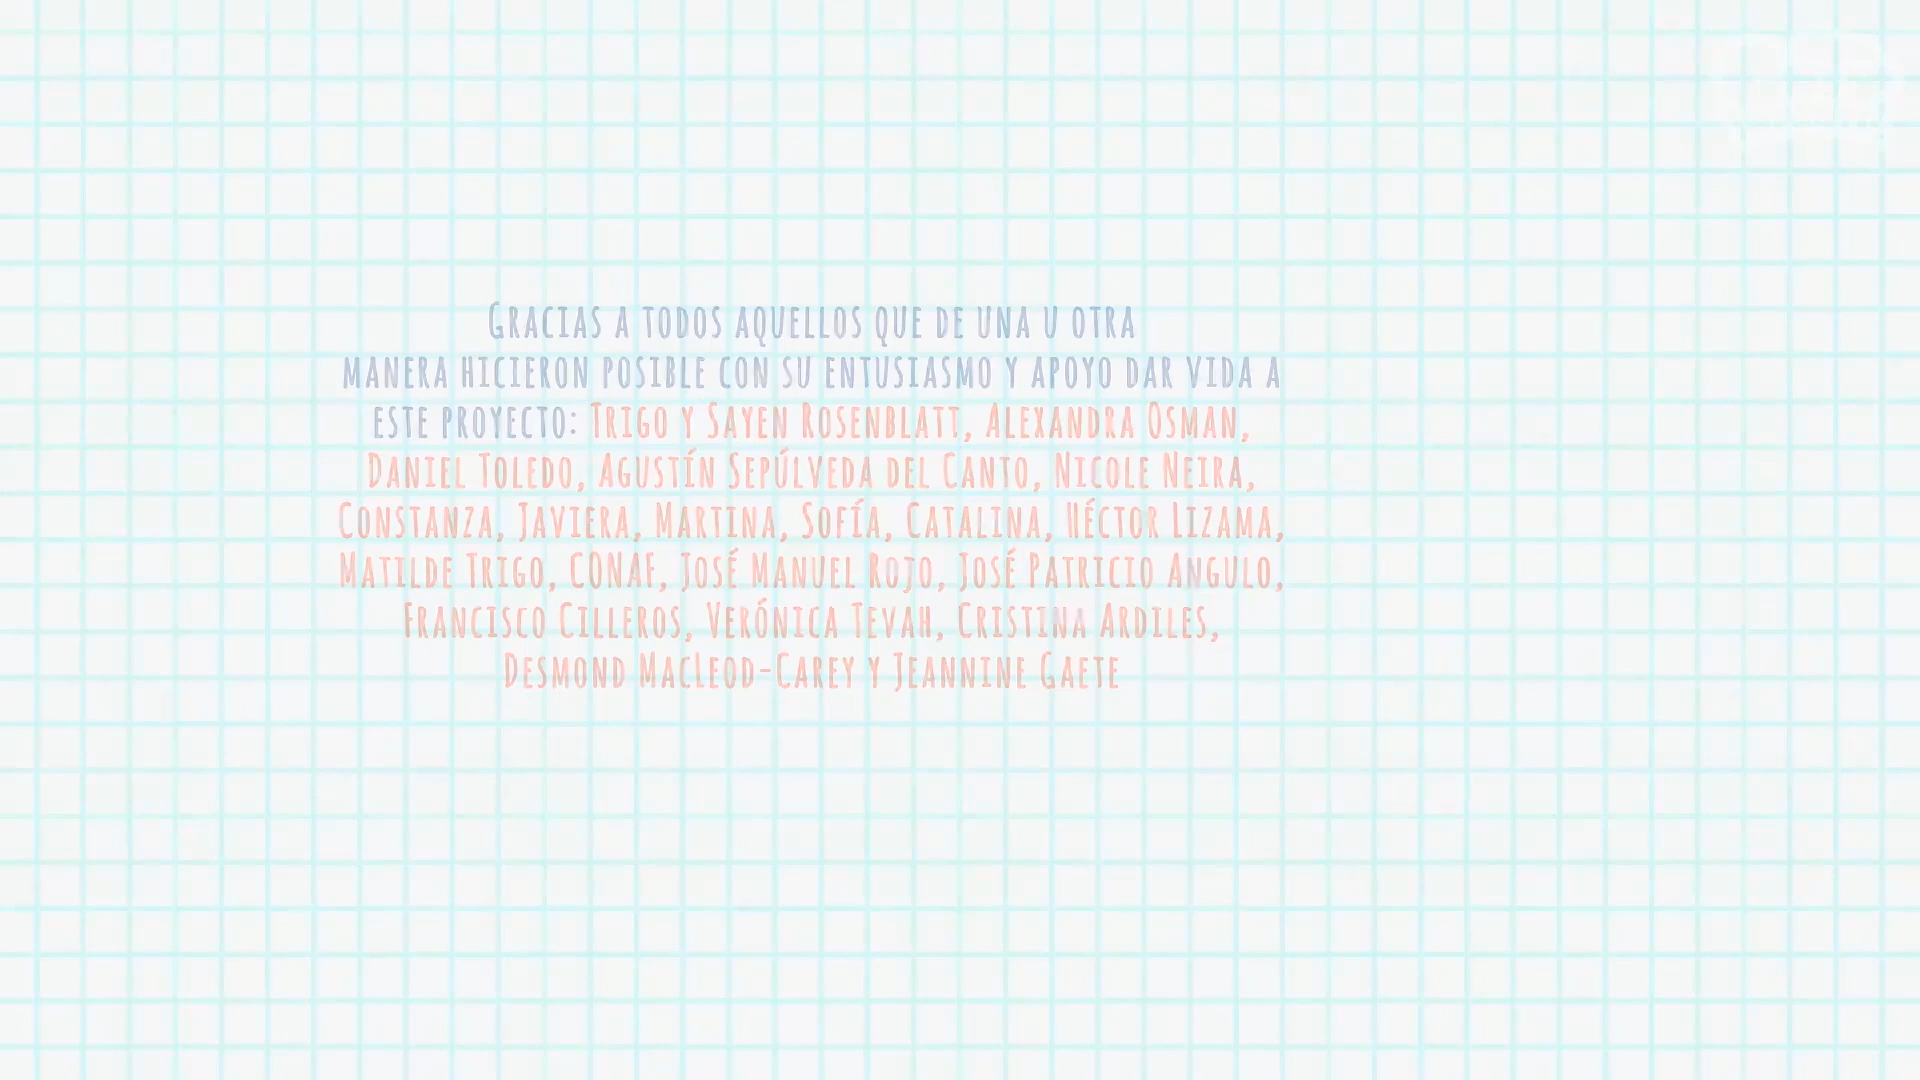 Gracias a todos aquellos que de una u otra
manera hicieron posible con su entusiasmo y apoyo dar vida a
este proyecto: Trigo y Sayen Rosenblatt, Alexandra Osman,
Daniel Toledo, Agustín Sepúlveda del Canto, Nicole Neira,
Constanza, Javiera, Martina, Sofía, Catalina, Héctor Lizama,
Matilde Trigo, CONAF, José Manuel Rojo, José Patricio Angulo,
Francisco Cilleros, Verónica Tevah, Cristina Ardiles,
Desmond MacLeod-Carey y Jeannine Gaete